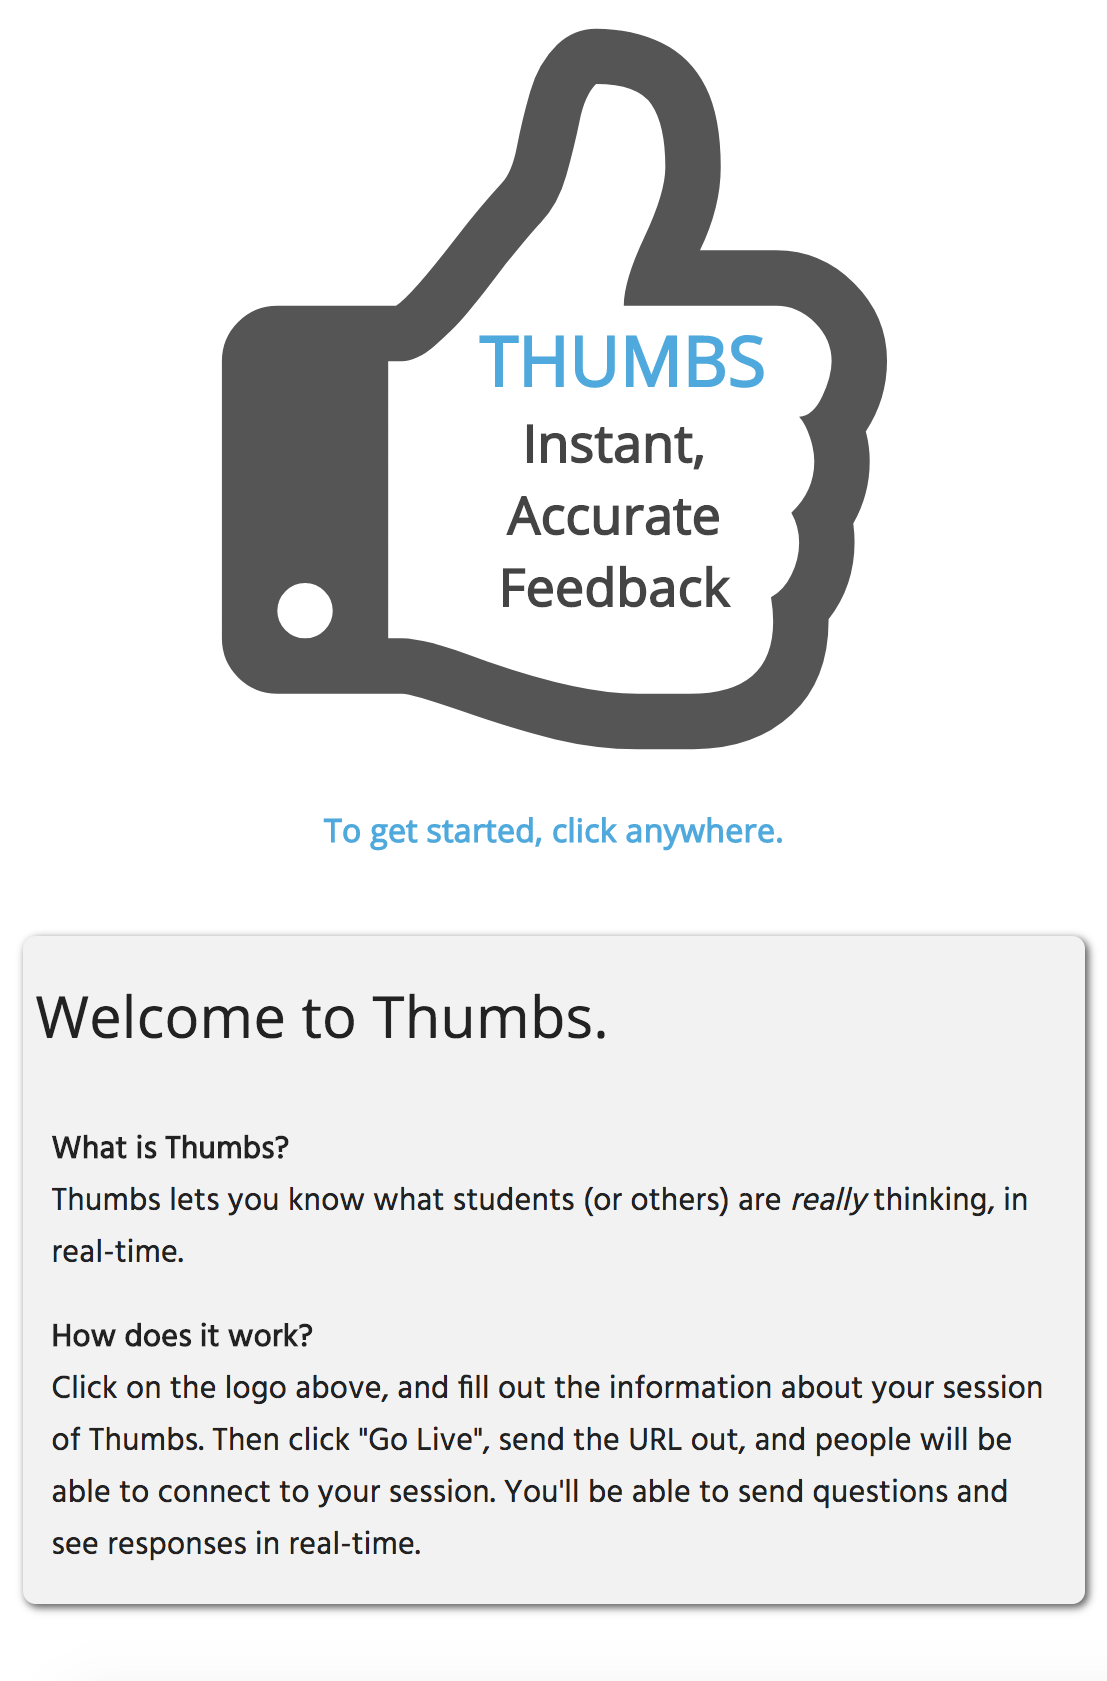 THUMBS
Instant,
Accurate
Feedback
To get started, click anywhere.
Welcome to Thumbs.
What is Thumbs?
Thumbs lets you know what students (or others) are really thinking, in
real-time.
How does it work?
Click on the logo above, and fill out the information about your session
of Thumbs. Then click "Go Live", send the URL out, and people will be
able to connect to your session. You'll be able to send questions and
see responses in real-time.